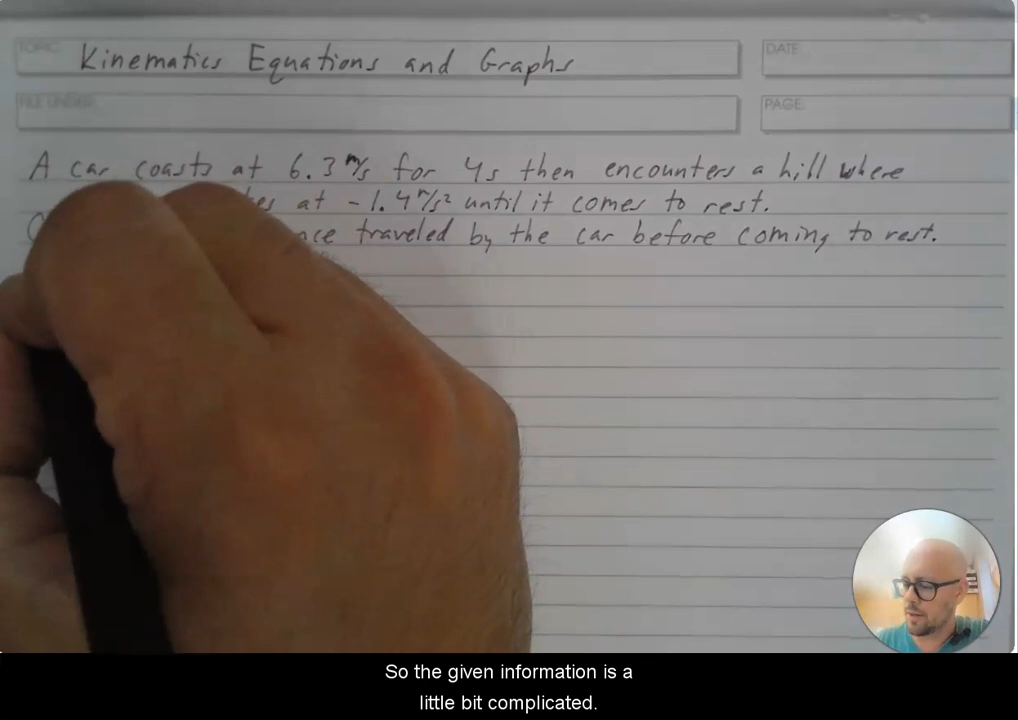 TOPIC Kinematics Equations and Graphs
DATE
FILE UNDER
PAGE
A car coasts at 6.3 m/s for 4s then encounters a hill where
at -1.4 m/s² until it comes to rest.
traveled by the car before coming to rest.
So the given information is a
little bit complicated.